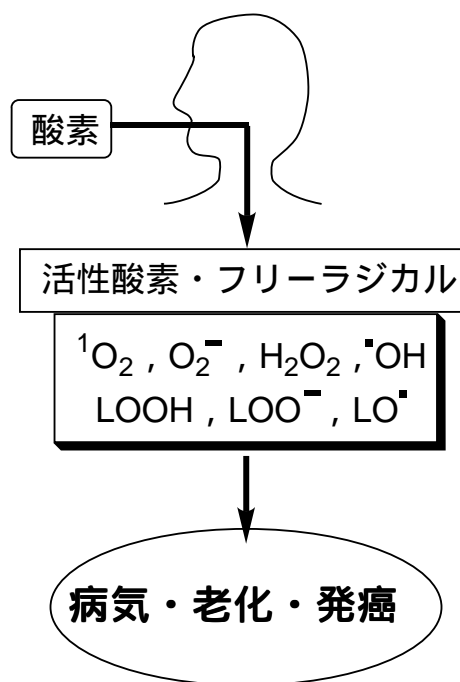 酸素
活性酸素・フリーラジカル
¹O₂ , O₂⁻ , H₂O₂ , •OH
LOOH , LOO⁻ , LO•
病気・老化・発癌